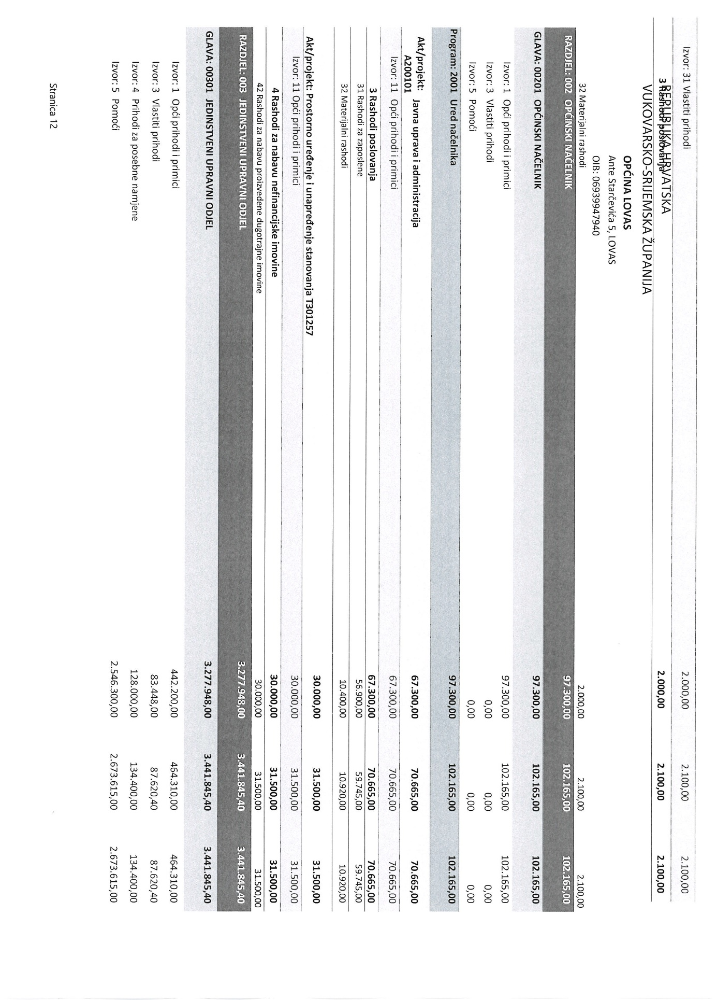 Izvor: 31 Vlastiti prihodi 2.000,00 2.100,00 2.100,00
REPUBLIKA HRVATSKA
3 Rashodi poslovanja 2.000,00 2.100,00 2.100,00
VUKOVARSKO-SRIJEMSKA ŽUPANIJA
OPĆINA LOVAS
Ante Starčevića 5, LOVAS
OIB: 06939947940
32 Materijalni rashodi 2.000,00 2.100,00 2.100,00
RAZDJEL: 002 OPĆINSKI NAČELNIK 97.300,00 102.165,00 102.165,00
GLAVA: 00201 OPĆINSKI NAČELNIK 97.300,00 102.165,00 102.165,00
Izvor: 1 Opći prihodi i primici 97.300,00 102.165,00 102.165,00
Izvor: 3 Vlastiti prihodi 0,00 0,00 0,00
Izvor: 5 Pomoći 0,00 0,00 0,00
Program: 2001 Ured načelnika 97.300,00 102.165,00 102.165,00
Akt/projekt: Javna uprava i administracija 67.300,00 70.665,00 70.665,00
A200101
Izvor: 11 Opći prihodi i primici 67.300,00 70.665,00 70.665,00
3 Rashodi poslovanja 67.300,00 70.665,00 70.665,00
31 Rashodi za zaposlene 56.900,00 59.745,00 59.745,00
32 Materijalni rashodi 10.400,00 10.920,00 10.920,00
Akt/projekt: Prostorno uređenje i unapređenje stanovanja T301257 30.000,00 31.500,00 31.500,00
Izvor: 11 Opći prihodi i primici 30.000,00 31.500,00 31.500,00
4 Rashodi za nabavu nefinancijske imovine 30.000,00 31.500,00 31.500,00
42 Rashodi za nabavu proizvedene dugotrajne imovine 30.000,00 31.500,00 31.500,00
RAZDJEL: 003 JEDINSTVENI UPRAVNI ODJEL 3.277.948,00 3.441.845,40 3.441.845,40
GLAVA: 00301 JEDINSTVENI UPRAVNI ODJEL 3.277.948,00 3.441.845,40 3.441.845,40
Izvor: 1 Opći prihodi i primici 442.200,00 464.310,00 464.310,00
Izvor: 3 Vlastiti prihodi 83.448,00 87.620,40 87.620,40
Izvor: 4 Prihodi za posebne namjene 128.000,00 134.400,00 134.400,00
Izvor: 5 Pomoći 2.546.300,00 2.673.615,00 2.673.615,00
Stranica 12